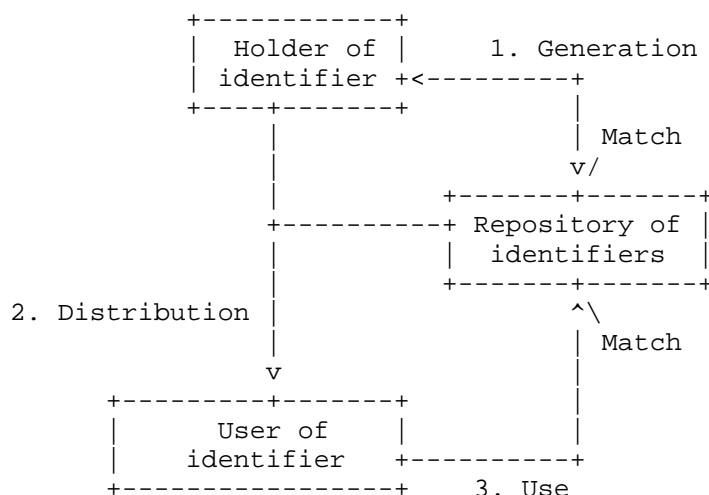 Holder of
1. Generation
identifier
Match
Repository of
identifiers
2. Distribution
Match
User of
identifier
3. Use